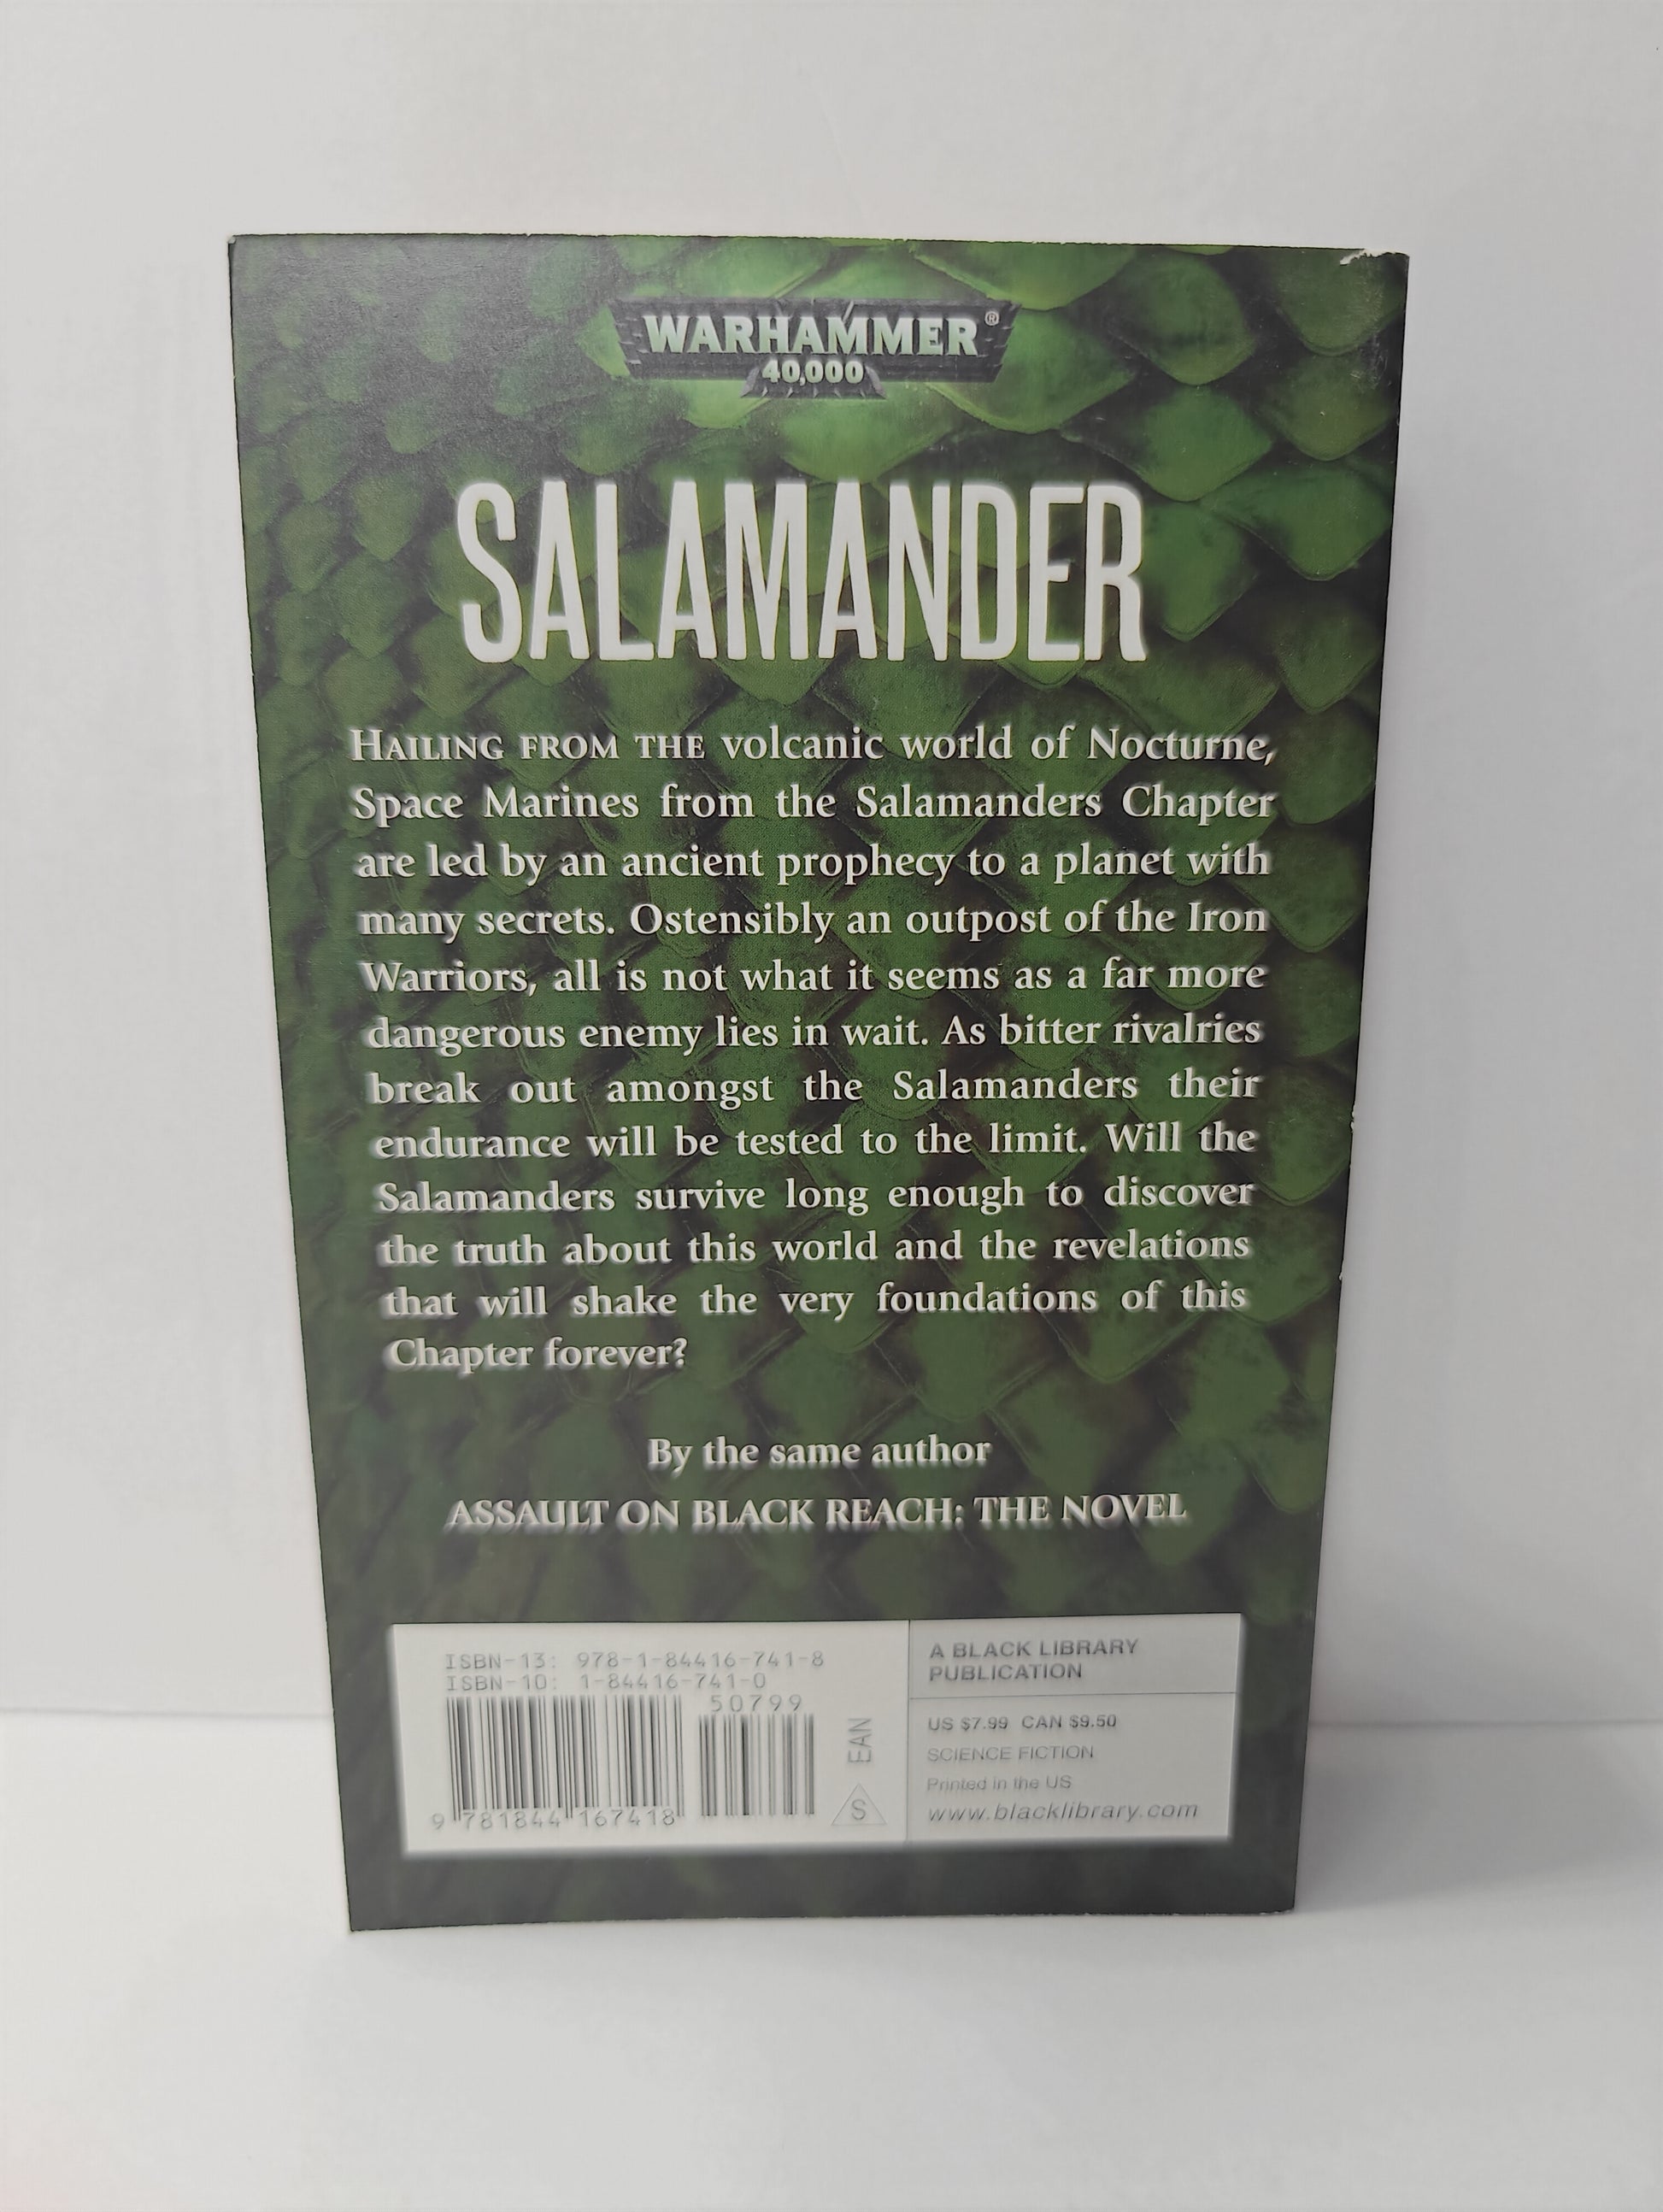 WARHAMMER®
40,000
SALAMANDER
HAILING FROM THE volcanic world of Nocturne,
Space Marines from the Salamanders Chapter
are led by an ancient prophecy to a planet with
many secrets. Ostensibly an outpost of the Iron
Warriors, all is not what it seems as a far more
dangerous enemy lies in wait. As bitter rivalries
break out amongst the Salamanders their
endurance will be tested to the limit. Will the
Salamanders survive long enough to discover
the truth about this world and the revelations
that will shake the very foundations of this
Chapter forever?
By the same author
ASSAULT ON BLACK REACH: THE NOVEL
ISBN-13: 978-1-84416-741-8
ISBN-10: 1-84416-741-0
50799
9 781844 167418
EAN
S
A BLACK LIBRARY
PUBLICATION
US $7.99 CAN $9.50
SCIENCE FICTION
Printed in the US
www.blacklibrary.com